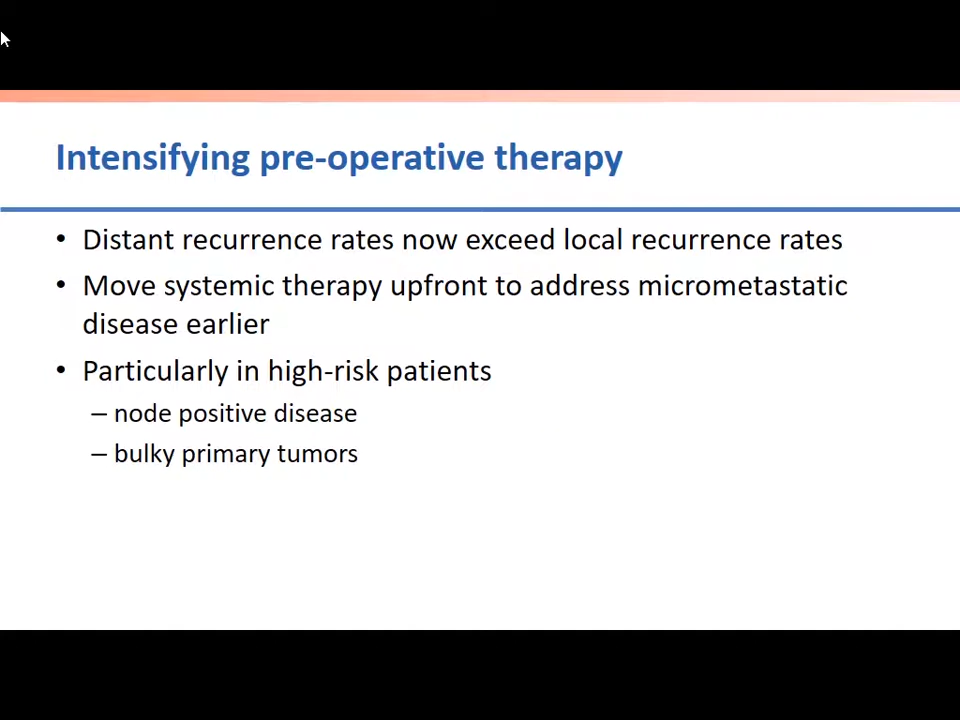 Intensifying pre-operative therapy
• Distant recurrence rates now exceed local recurrence rates
• Move systemic therapy upfront to address micrometastatic
disease earlier
• Particularly in high-risk patients
– node positive disease
– bulky primary tumors